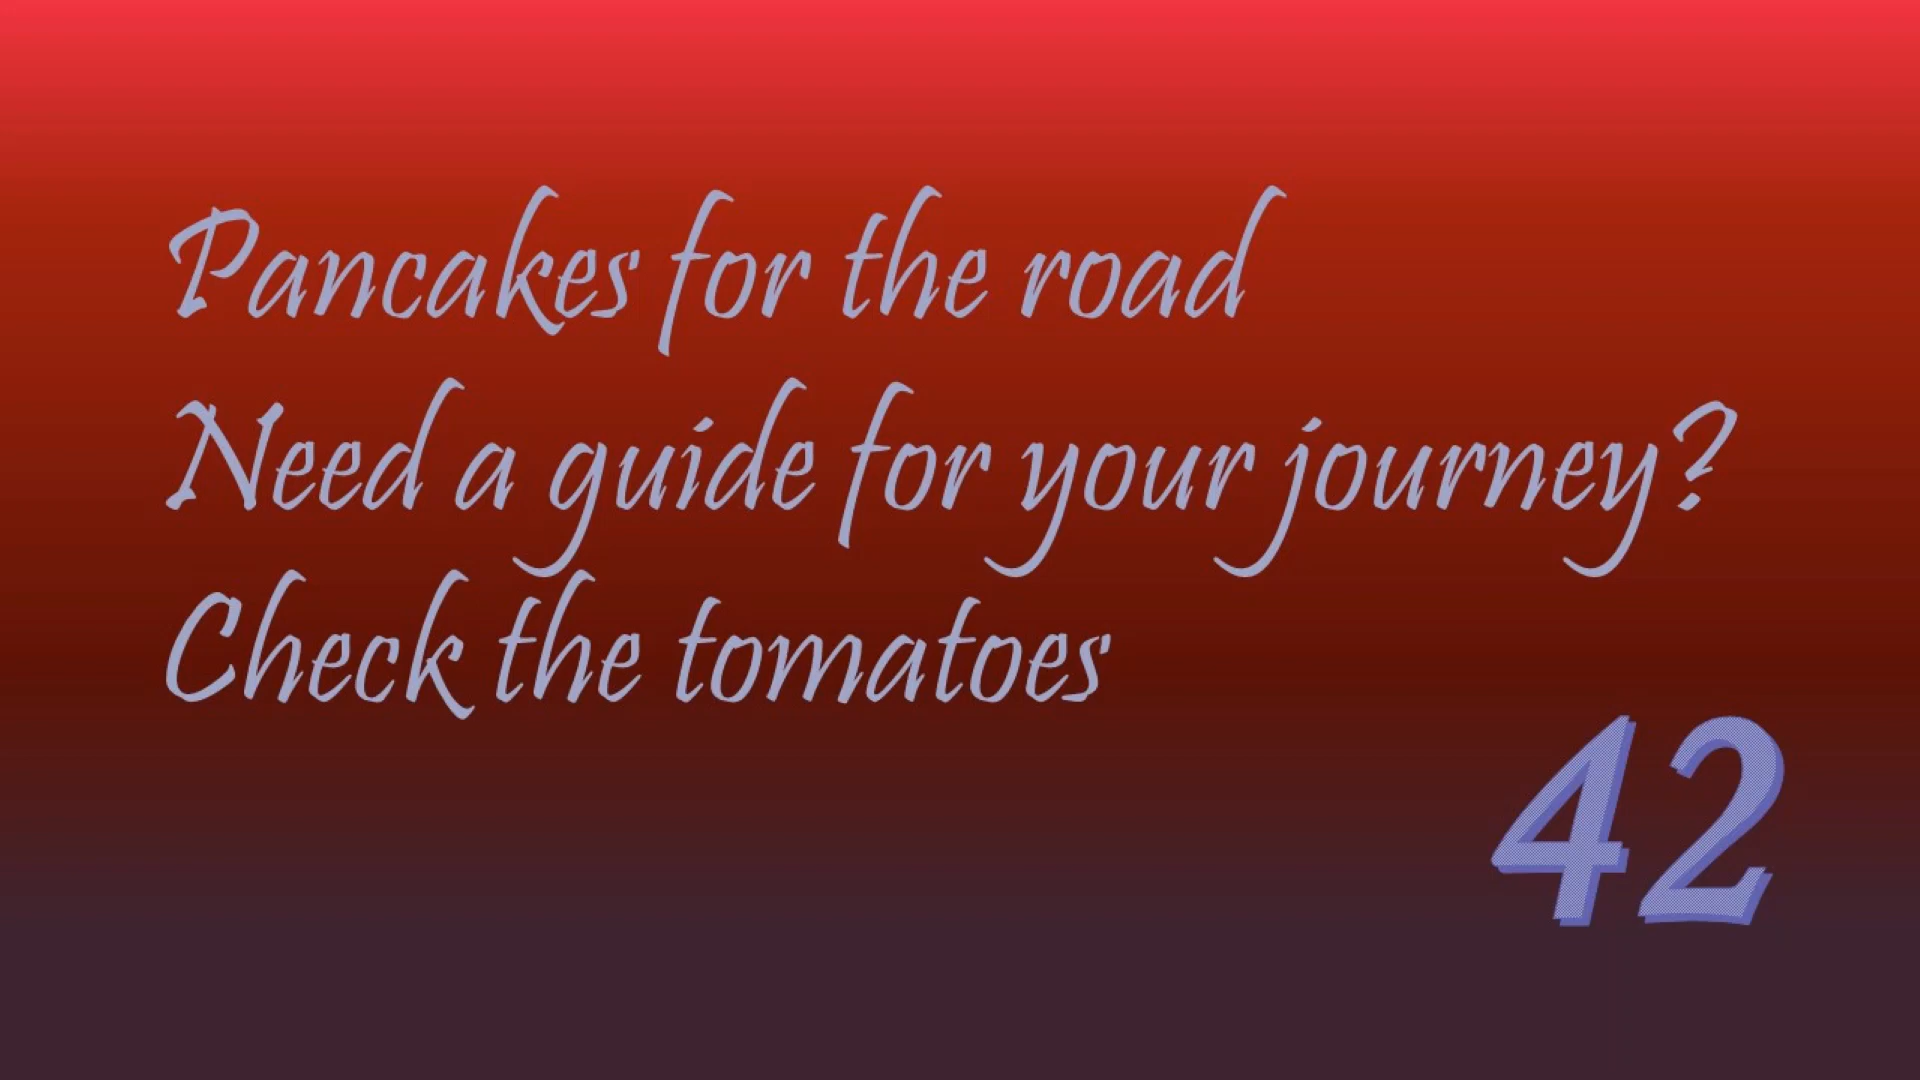 Pancakes for the road
Need a guide for your journey?
Check the tomatoes
42